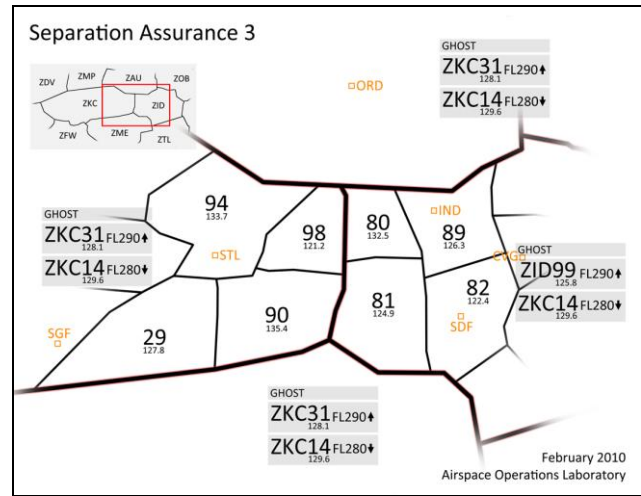 Separation Assurance 3
ZDV
ZMP
ZAU
ZOB
ZKC
ZID
ZFW
ZME
ZTL
ORD
GHOST
ZKC31 FL290⬆
128.1
ZKC14 FL280⬇
129.6
94
133.7
98
121.2
80
132.5
IND
89
126.3
GHOST
ZKC31 FL290⬆
128.1
ZKC14 FL280⬇
129.6
STL
CVG
GHOST
ZID99 FL290⬆
125.8
ZKC14 FL280⬇
129.6
82
122.4
SDF
81
124.9
90
135.4
29
127.8
SGF
GHOST
ZKC31 FL290⬆
128.1
ZKC14 FL280⬇
129.6
February 2010
Airspace Operations Laboratory